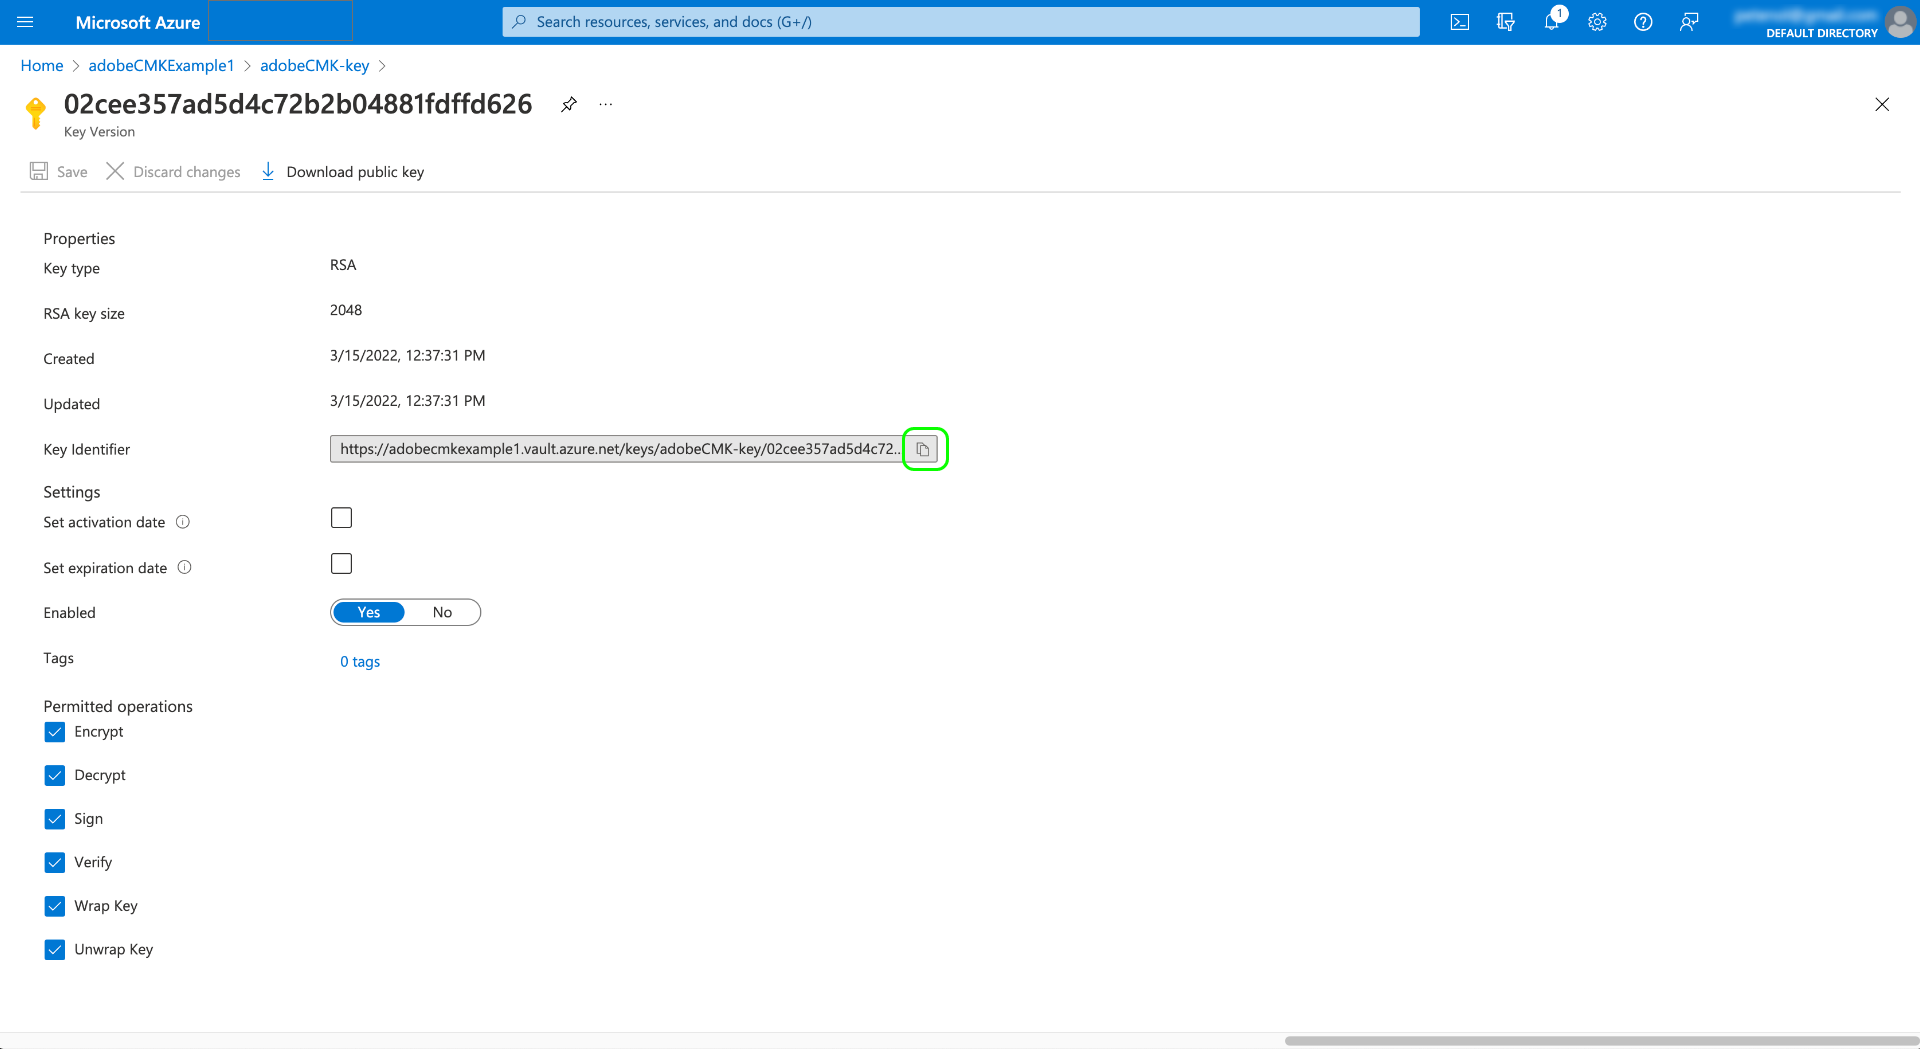 Microsoft Azure
Search resources, services, and docs (G+/)
1
DEFAULT DIRECTORY
Home > adobeCMKExample1 > adobeCMK-key >
02cee357ad5d4c72b2b04881fdffd626
...
Key Version
Save
Discard changes
Download public key
Properties
Key type
RSA
RSA key size
2048
Created
3/15/2022, 12:37:31 PM
Updated
3/15/2022, 12:37:31 PM
Key Identifier
https://adobecmkexample1.vault.azure.net/keys/adobeCMK-key/02cee357ad5d4c72...
Settings
Set activation date
Set expiration date
Enabled
Yes
No
Tags
0 tags
Permitted operations
Encrypt
Decrypt
Sign
Verify
Wrap Key
Unwrap Key